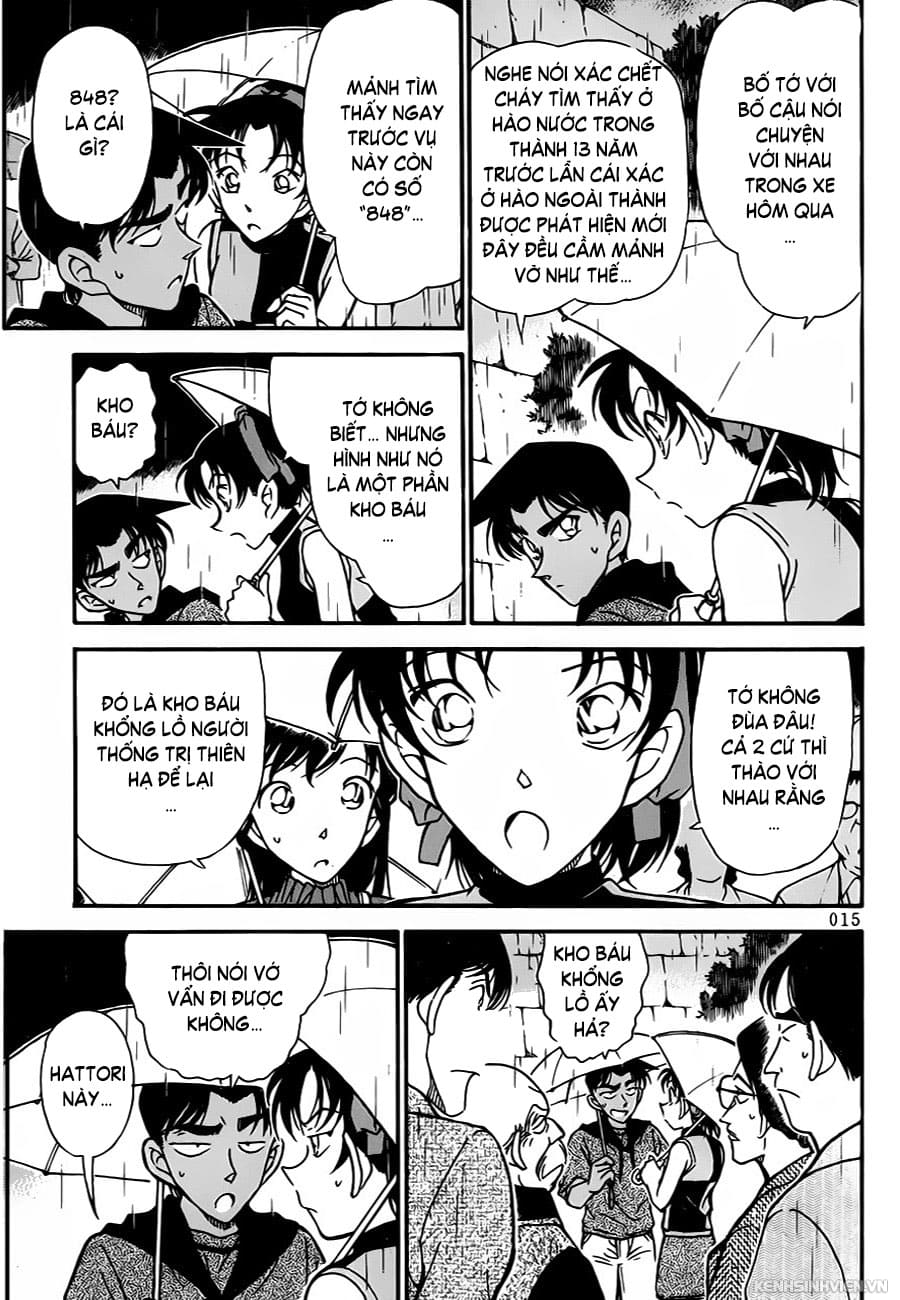 BỐ TỚ VỚI
BỐ CẬU NÓI
CHUYỆN
VỚI NHAU
TRONG XE
HÔM QUA
...
NGHE NÓI XÁC CHẾT
CHÁY TÌM THẤY Ở
HÀO NƯỚC TRONG
THÀNH 13 NĂM
TRƯỚC LẪN CÁI XÁC
Ở HÀO NGOÀI THÀNH
ĐƯỢC PHÁT HIỆN MỚI
ĐÂY ĐỀU CẦM MẢNH
VỠ NHƯ THẾ...
MẢNH TÌM
THẤY NGAY
TRƯỚC VỤ
NÀY CÒN
CÓ SỐ
“848”...
848?
LÀ CÁI
GÌ?
TỚ KHÔNG
BIẾT... NHƯNG
HÌNH NHƯ NÓ
LÀ MỘT PHẦN
KHO BÁU
...
KHO
BÁU?
TỚ KHÔNG
ĐÙA ĐÂU!
CẢ 2 CỨ THÌ
THÀO VỚI
NHAU RẰNG
...
ĐÓ LÀ KHO BÁU
KHỔNG LỒ NGƯỜI
THỐNG TRỊ THIÊN
HẠ ĐỂ LẠI
...
015
KHO BÁU
KHỔNG
LỒ ẤY
HẢ?
THÔI NÓI VỚ
VẨN ĐI ĐƯỢC
KHÔNG...
HATTORI
NÀY...
KENHSINHVIEN.VN